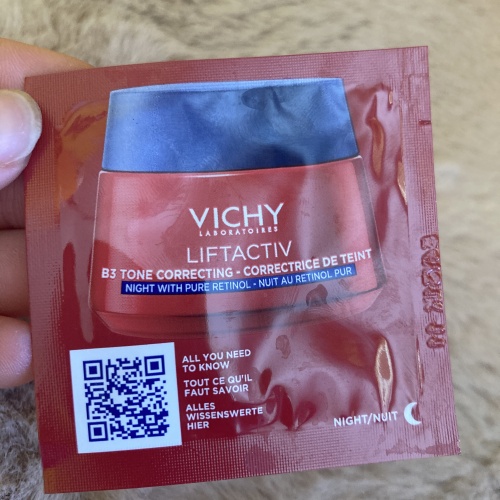 VICHY
LABORATOIRES
LIFTACTIV
B3 TONE CORRECTING - CORRECTRICE DE TEINT
NIGHT WITH PURE RETINOL - NUIT AU RETINOL PUR
ALL YOU NEED
TO KNOW
TOUT CE QU'IL
FAUT SAVOIR
ALLES
WISSENSWERTE
HIER
NIGHT/NUIT